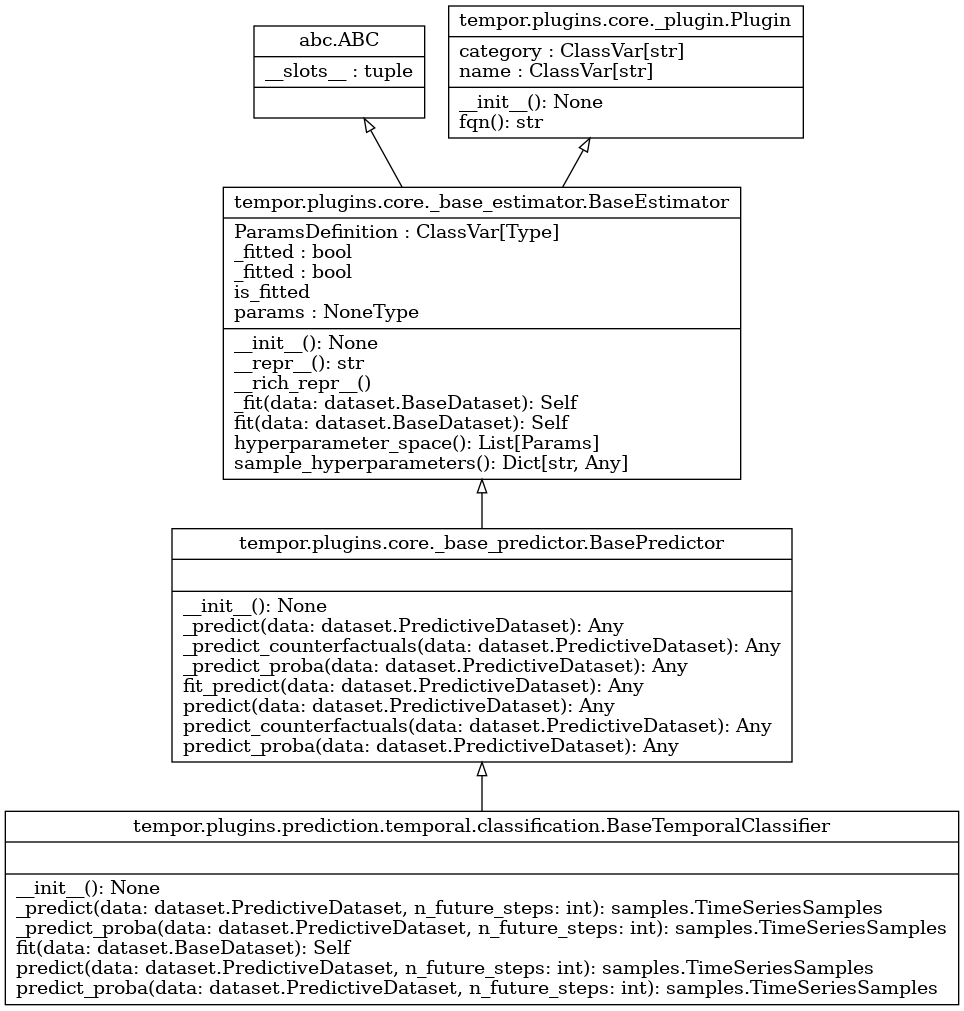 abc.ABC
__slots__ : tuple
tempor.plugins.core._plugin.Plugin
category : ClassVar[str]
name : ClassVar[str]
__init__(): None
fqn(): str
tempor.plugins.core._base_estimator.BaseEstimator
ParamsDefinition : ClassVar[Type]
_fitted : bool
_fitted : bool
is_fitted
params : NoneType
__init__(): None
__repr__(): str
__rich_repr__()
_fit(data: dataset.BaseDataset): Self
fit(data: dataset.BaseDataset): Self
hyperparameter_space(): List[Params]
sample_hyperparameters(): Dict[str, Any]
tempor.plugins.core._base_predictor.BasePredictor
__init__(): None
_predict(data: dataset.PredictiveDataset): Any
_predict_counterfactuals(data: dataset.PredictiveDataset): Any
_predict_proba(data: dataset.PredictiveDataset): Any
fit_predict(data: dataset.PredictiveDataset): Any
predict(data: dataset.PredictiveDataset): Any
predict_counterfactuals(data: dataset.PredictiveDataset): Any
predict_proba(data: dataset.PredictiveDataset): Any
tempor.plugins.prediction.temporal.classification.BaseTemporalClassifier
__init__(): None
_predict(data: dataset.PredictiveDataset, n_future_steps: int): samples.TimeSeriesSamples
_predict_proba(data: dataset.PredictiveDataset, n_future_steps: int): samples.TimeSeriesSamples
fit(data: dataset.BaseDataset): Self
predict(data: dataset.PredictiveDataset, n_future_steps: int): samples.TimeSeriesSamples
predict_proba(data: dataset.PredictiveDataset, n_future_steps: int): samples.TimeSeriesSamples